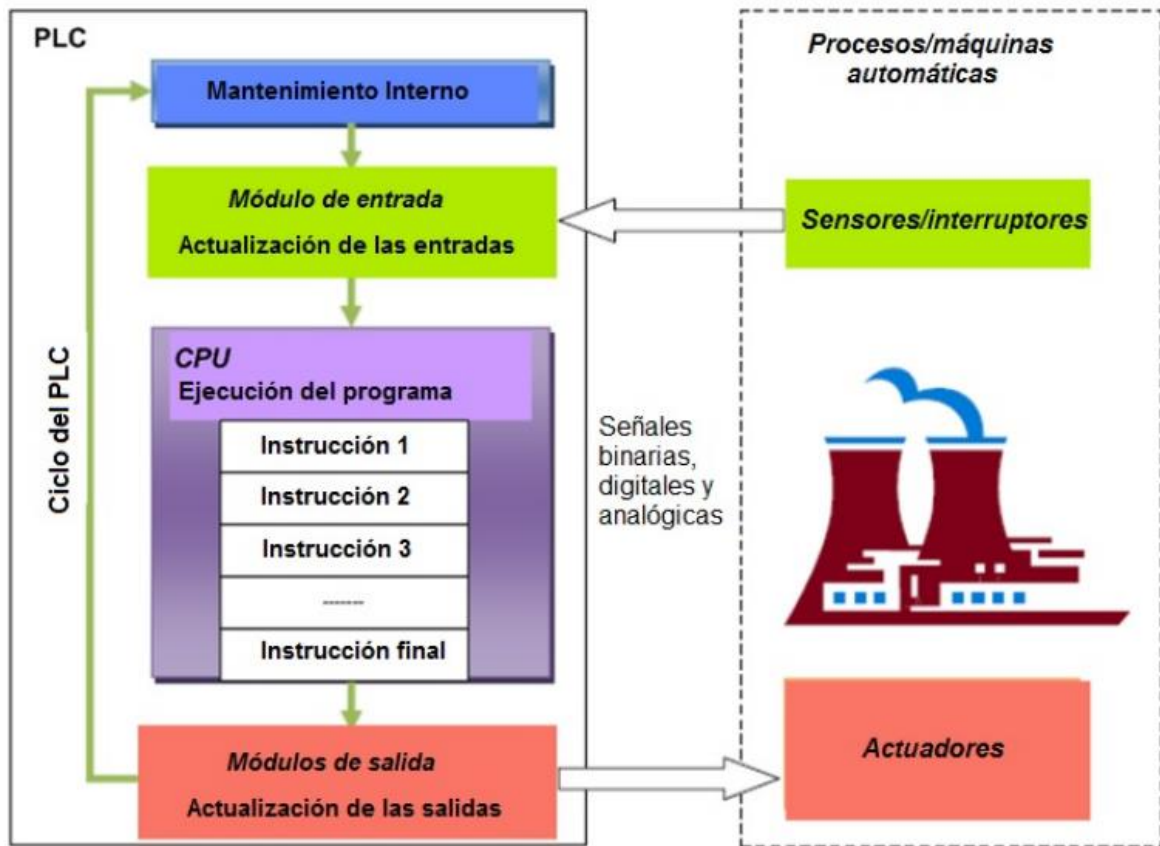 PLC
Mantenimiento Interno
Módulo de entrada
Actualización de las entradas
CPU
Ejecución del programa
Instrucción 1
Instrucción 2
Instrucción 3
-------
Instrucción final
Módulos de salida
Actualización de las salidas
Ciclo del PLC
Señales
binarias,
digitales y
analógicas
Procesos/máquinas
automáticas
Sensores/interruptores
Actuadores